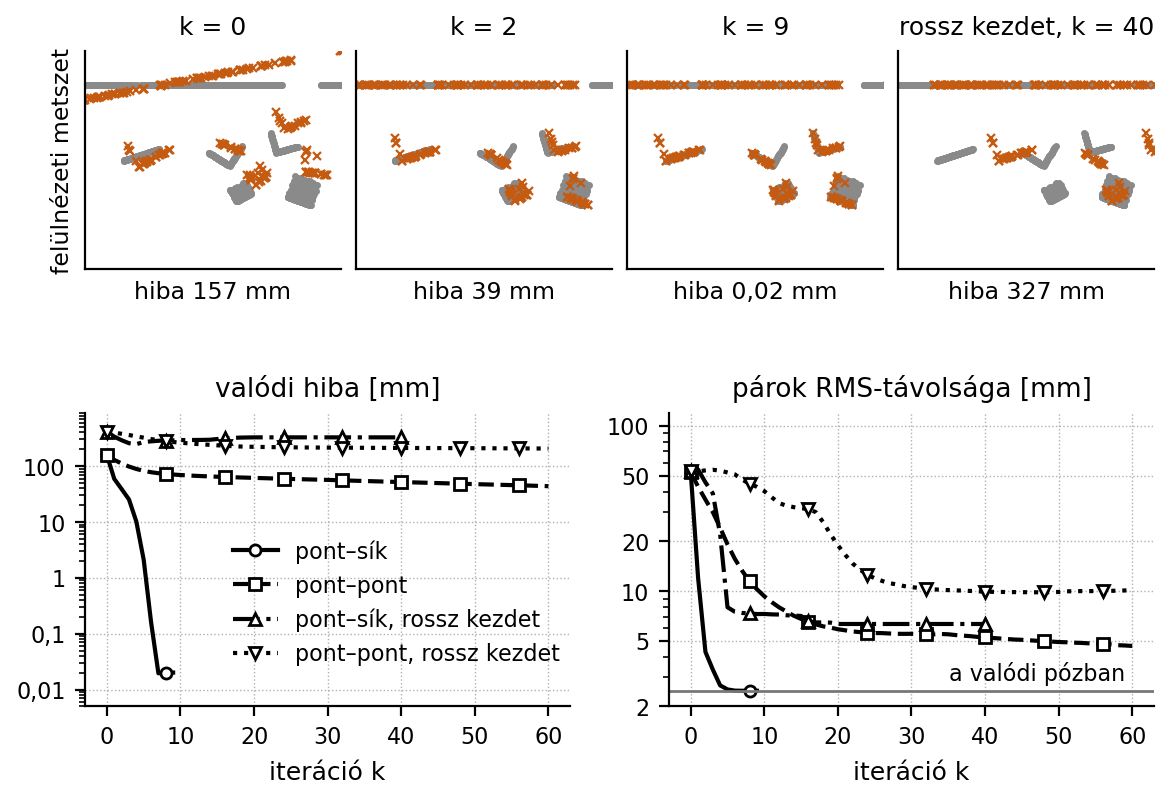 k = 0
k = 2
k = 9
rossz kezdet, k = 40
felülnézeti metszet
hiba 157 mm
hiba 39 mm
hiba 0,02 mm
hiba 327 mm
valódi hiba [mm]
100
10
1
0,1
0,01
pont–sík
pont–pont
pont–sík, rossz kezdet
pont–pont, rossz kezdet
0 10 20 30 40 50 60
iteráció k
párok RMS-távolsága [mm]
100
50
20
10
5
2
a valódi pózban
0 10 20 30 40 50 60
iteráció k